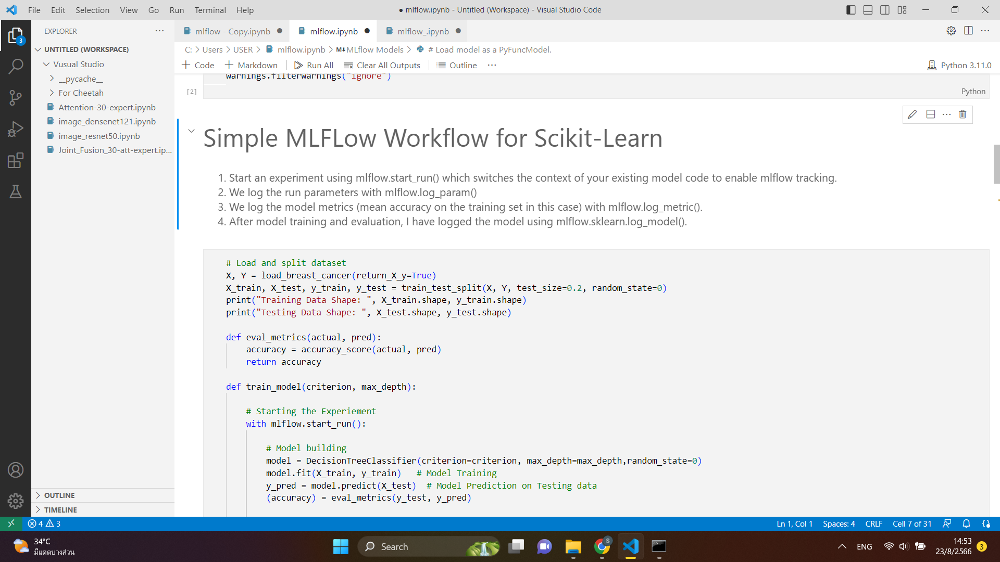 File Edit Selection View Go Run Terminal Help
● mlflow.ipynb - Untitled (Workspace) - Visual Studio Code
EXPLORER
3
UNTITLED (WORKSPACE)
Vusual Studio
__pycache__
For Cheetah
Attention-30-expert.ipynb
image_densenet121.ipynb
image_resnet50.ipynb
Joint_Fusion_30-att-expert.ip...
OUTLINE
TIMELINE
mlflow - Copy.ipynb ● mlflow.ipynb ● mlflow_.ipynb ●
C: > Users > USER > mlflow.ipynb > M↓MLflow Models > # Load model as a PyFuncModel.
+ Code + Markdown Run All Clear All Outputs Outline ...
Python 3.11.0
warnings.filterwarnings("ignore")
[2]
Python
Simple MLFLow Workflow for Scikit-Learn
1. Start an experiment using mlflow.start_run() which switches the context of your existing model code to enable mlflow tracking.
2. We log the run parameters with mlflow.log_param()
3. We log the model metrics (mean accuracy on the training set in this case) with mlflow.log_metric().
4. After model training and evaluation, I have logged the model using mlflow.sklearn.log_model().
# Load and split dataset
X, Y = load_breast_cancer(return_X_y=True)
X_train, X_test, y_train, y_test = train_test_split(X, Y, test_size=0.2, random_state=0)
print("Training Data Shape: ", X_train.shape, y_train.shape)
print("Testing Data Shape: ", X_test.shape, y_test.shape)
def eval_metrics(actual, pred):
accuracy = accuracy_score(actual, pred)
return accuracy
def train_model(criterion, max_depth):
# Starting the Experiement
with mlflow.start_run():
# Model building
model = DecisionTreeClassifier(criterion=criterion, max_depth=max_depth,random_state=0)
model.fit(X_train, y_train)   # Model Training
y_pred = model.predict(X_test)  # Model Prediction on Testing data
(accuracy) = eval_metrics(y_test, y_pred)
4 3
Ln 1, Col 1 Spaces: 4 CRLF Cell 7 of 31
34°C
มีแดดบางส่วน
Search
S
ENG
14:53
23/8/2566
3